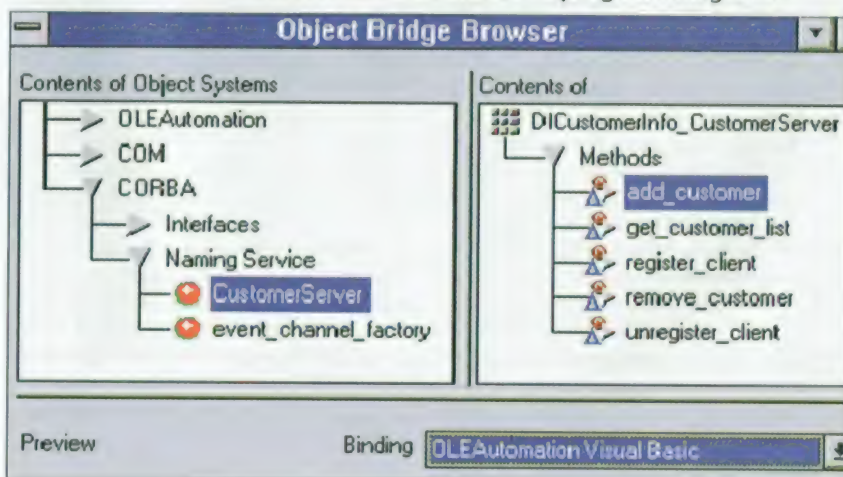 Object Bridge Browser
Contents of Object Systems
OLEAutomation
COM
CORBA
Interfaces
Naming Service
CustomerServer
event_channel_factory
Contents of
DICustomerInfo_CustomerServer
Methods
add_customer
get_customer_list
register_client
remove_customer
unregister_client
Preview
Binding
OLEAutomation Visual Basic